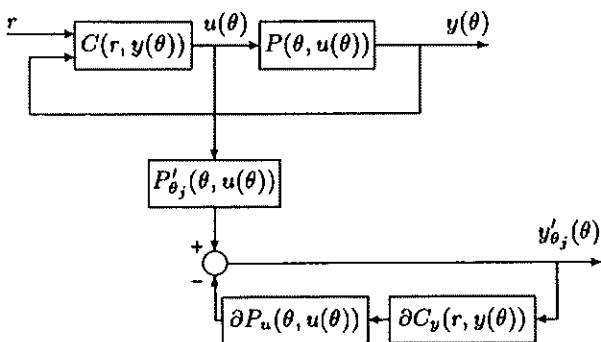 r
C(r, y(θ))
u(θ)
P(θ, u(θ))
y(θ)
P′θj(θ, u(θ))
+
−
y′θj(θ)
∂Pu(θ, u(θ))
∂Cy(r, y(θ))